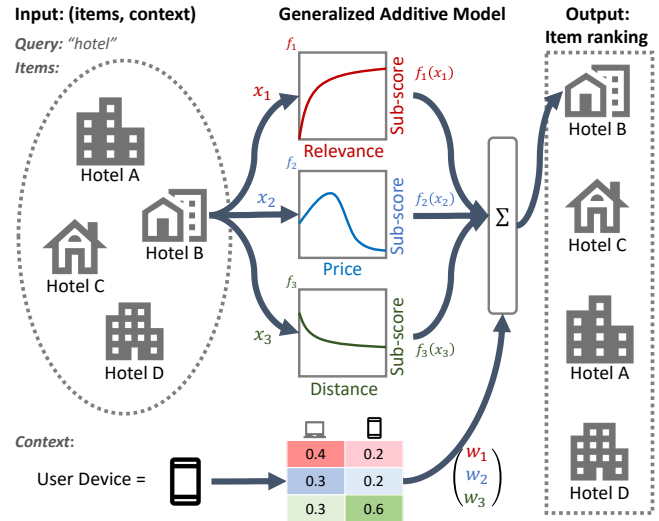 Input: (items, context)
Generalized Additive Model
Output:
Item ranking
Query: “hotel”
Items:
Hotel A
Hotel B
Hotel C
Hotel D
x1
x2
x3
f1
Sub-score
Relevance
f1(x1)
f2
Sub-score
Price
f2(x2)
f3
Sub-score
Distance
f3(x3)
Σ
Hotel B
Hotel C
Hotel A
Hotel D
Context:
User Device =
0.4 0.2
0.3 0.2
0.3 0.6
w1
w2
w3